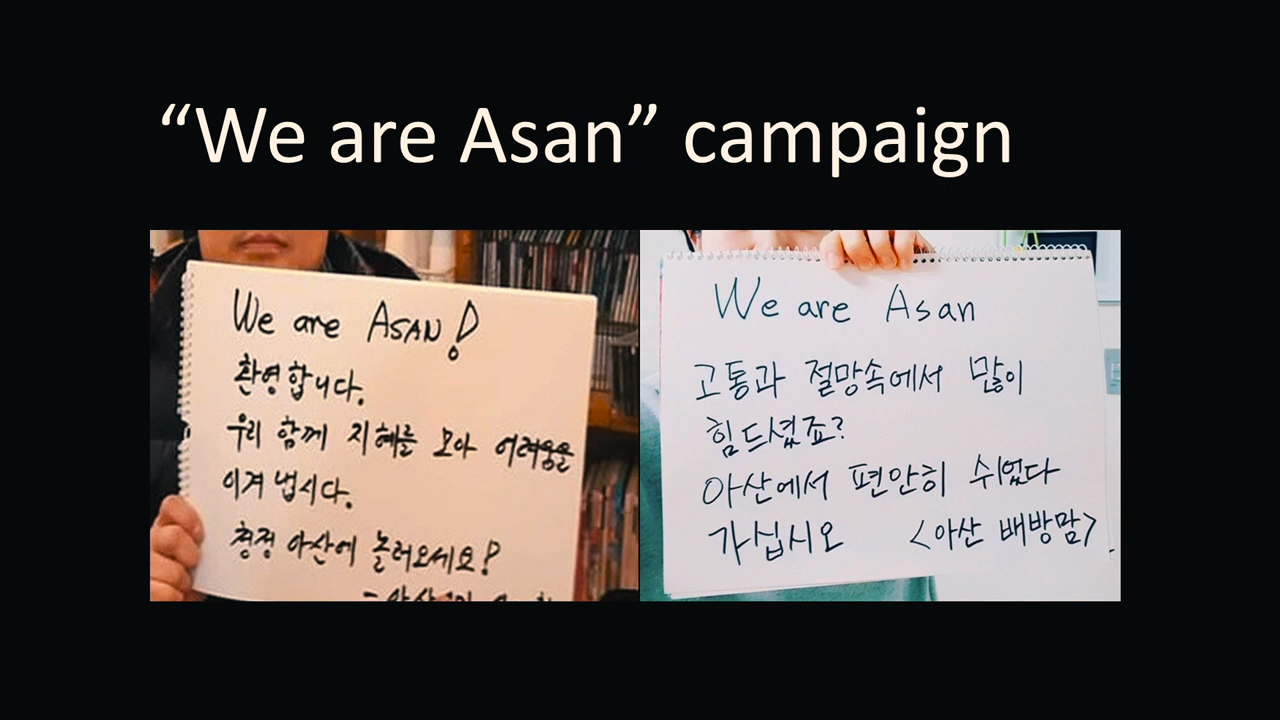 “We are Asan” campaign
We are ASAN!
환영합니다.
우리 함께 지혜를 모아 어려움을
이겨 냅시다.
청정 아산에 놀러오세요!
We are Asan
고통과 절망속에서 많이
힘드셨죠?
아산에서 편안히 쉬었다
가십시오 <아산 배방맘>